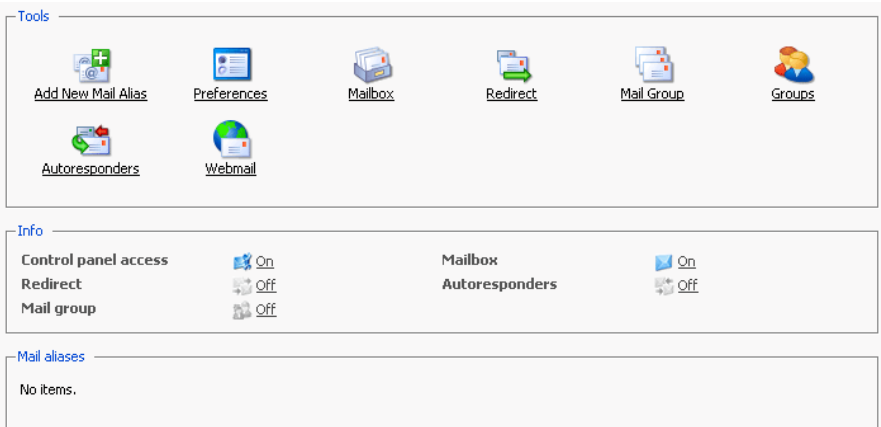 Tools
Add New Mail Alias Preferences Mailbox Redirect Mail Group Groups
Autoresponders Webmail
Info
Control panel access On Mailbox On
Redirect Off Autoresponders Off
Mail group Off
Mail aliases
No items.